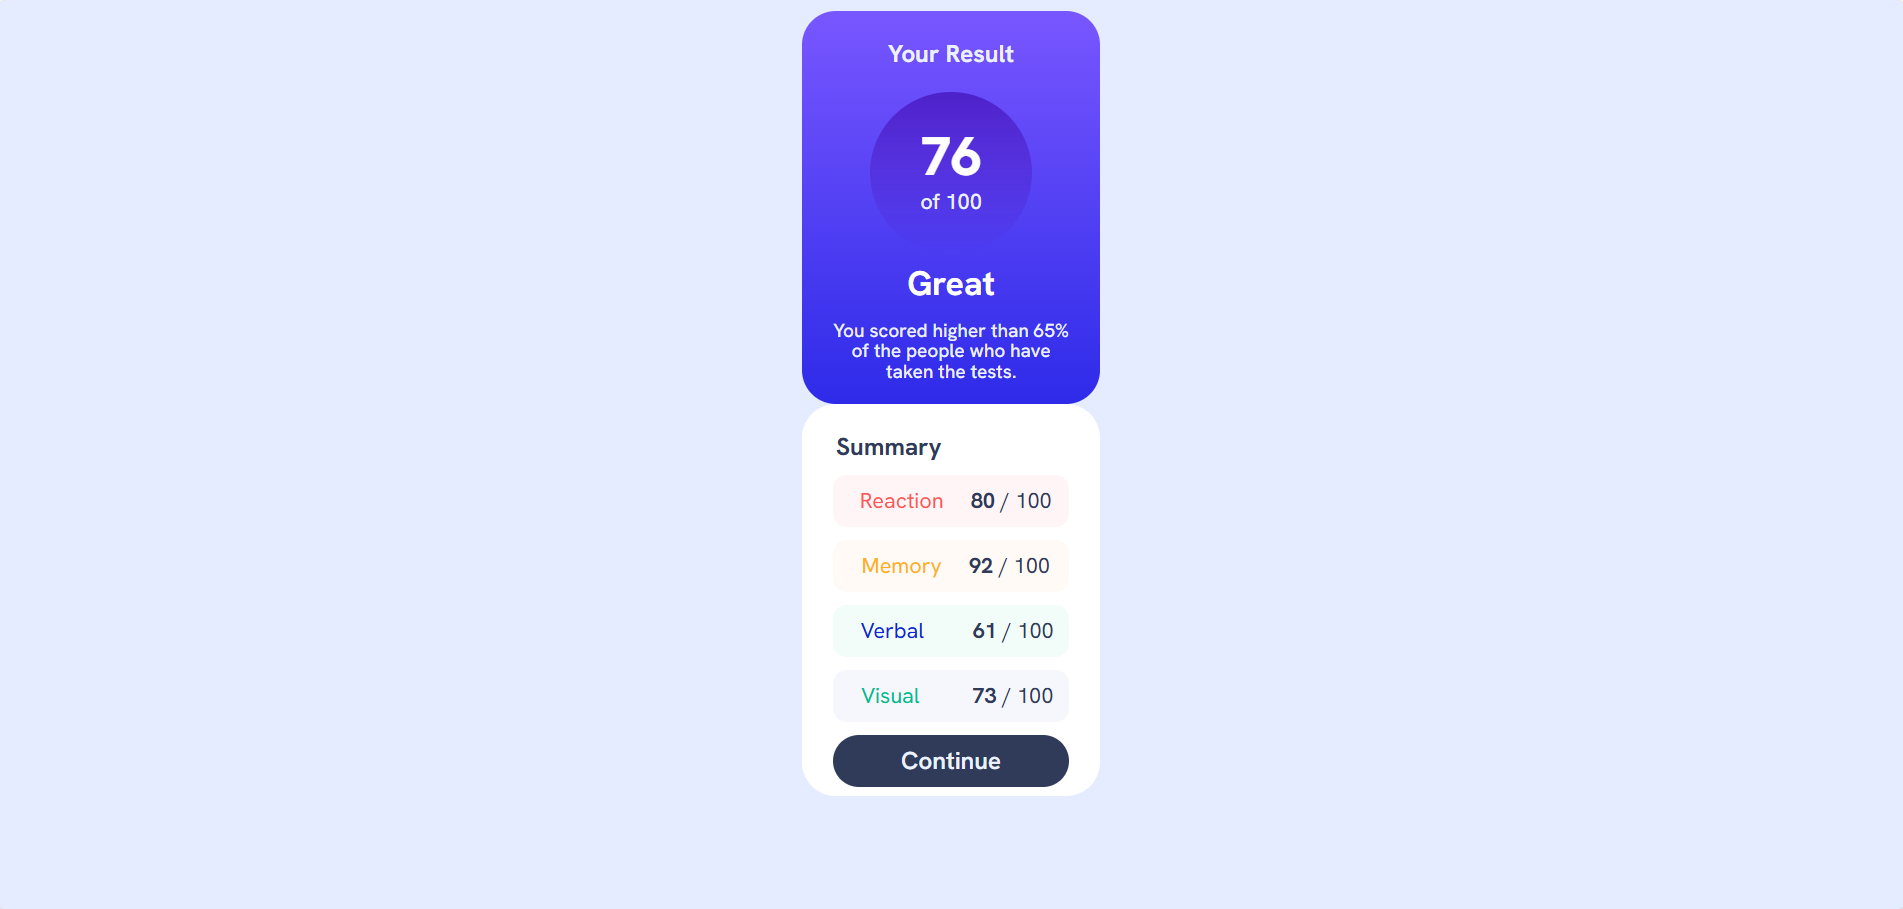 Your Result
76
of 100
Great
You scored higher than 65%
of the people who have
taken the tests.
Summary
Reaction 80 / 100
Memory 92 / 100
Verbal 61 / 100
Visual 73 / 100
Continue